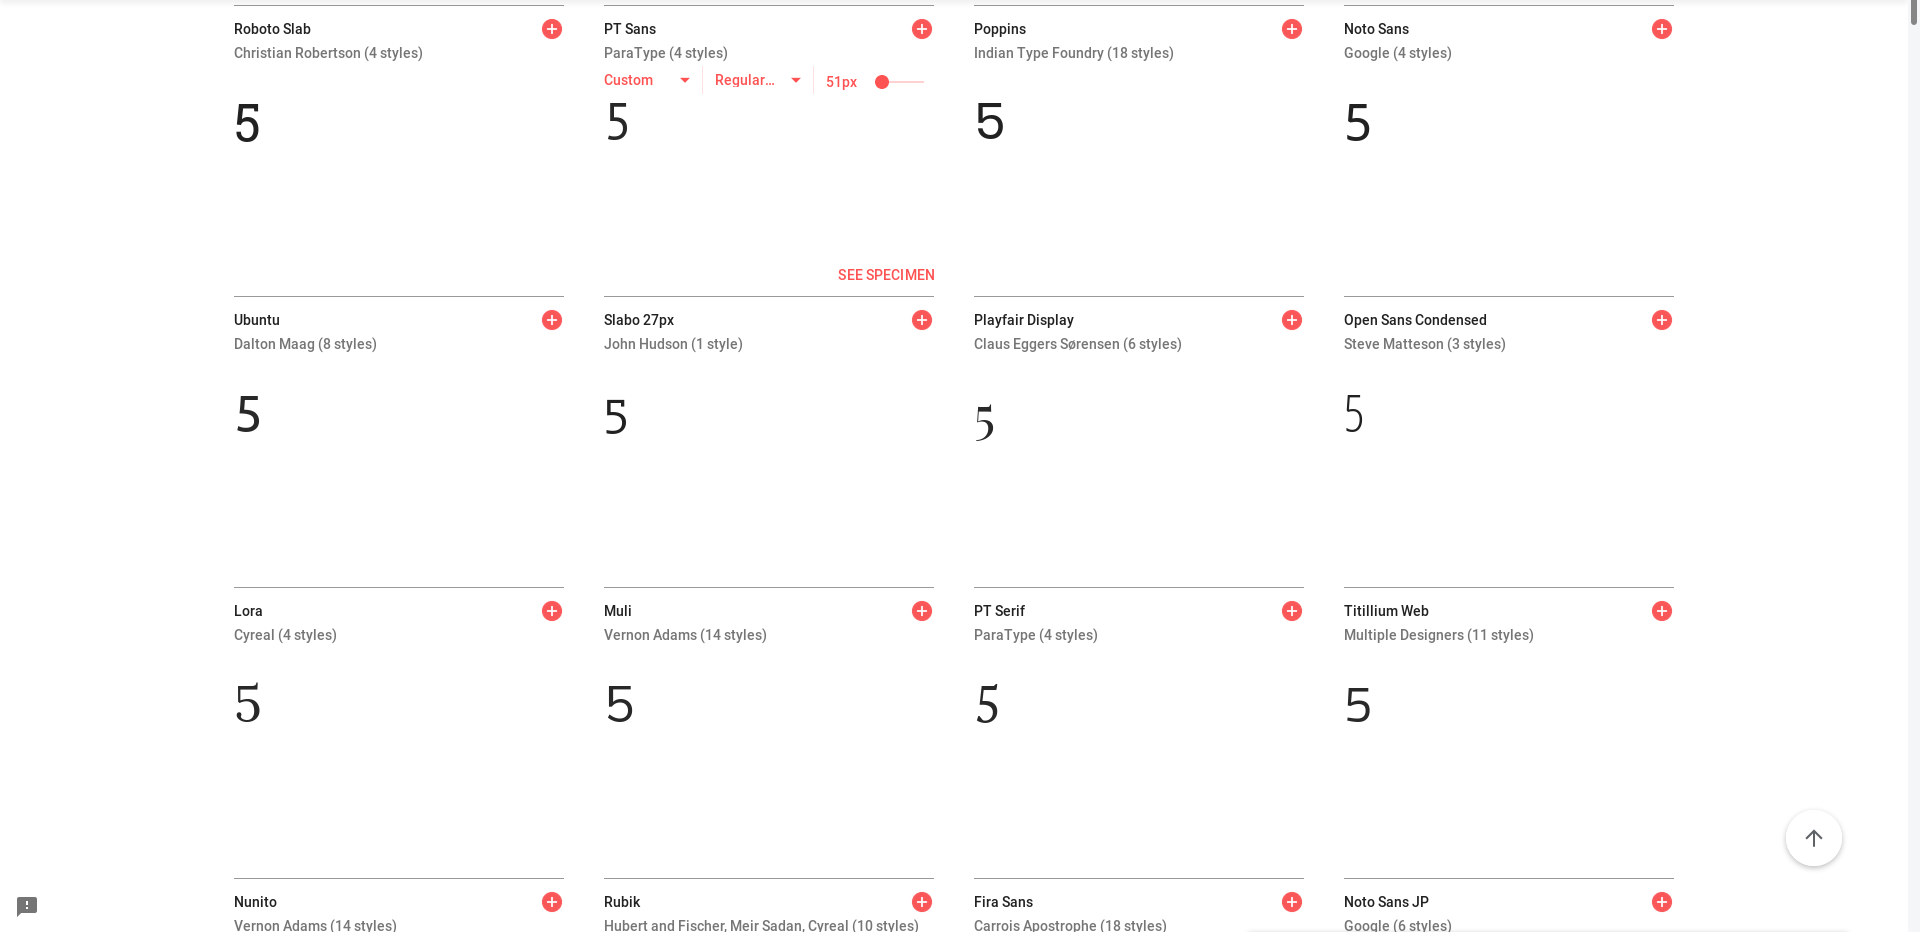 Roboto Slab
Christian Robertson (4 styles)
5
PT Sans
ParaType (4 styles)
Custom
Regular...
51px
5
SEE SPECIMEN
Poppins
Indian Type Foundry (18 styles)
5
Noto Sans
Google (4 styles)
5
Ubuntu
Dalton Maag (8 styles)
5
Slabo 27px
John Hudson (1 style)
5
Playfair Display
Claus Eggers Sørensen (6 styles)
5
Open Sans Condensed
Steve Matteson (3 styles)
5
Lora
Cyreal (4 styles)
5
Muli
Vernon Adams (14 styles)
5
PT Serif
ParaType (4 styles)
5
Titillium Web
Multiple Designers (11 styles)
5
Nunito
Vernon Adams (14 styles)
Rubik
Hubert and Fischer, Meir Sadan, Cyreal (10 styles)
Fira Sans
Carrois Apostrophe (18 styles)
Noto Sans JP
Google (6 styles)